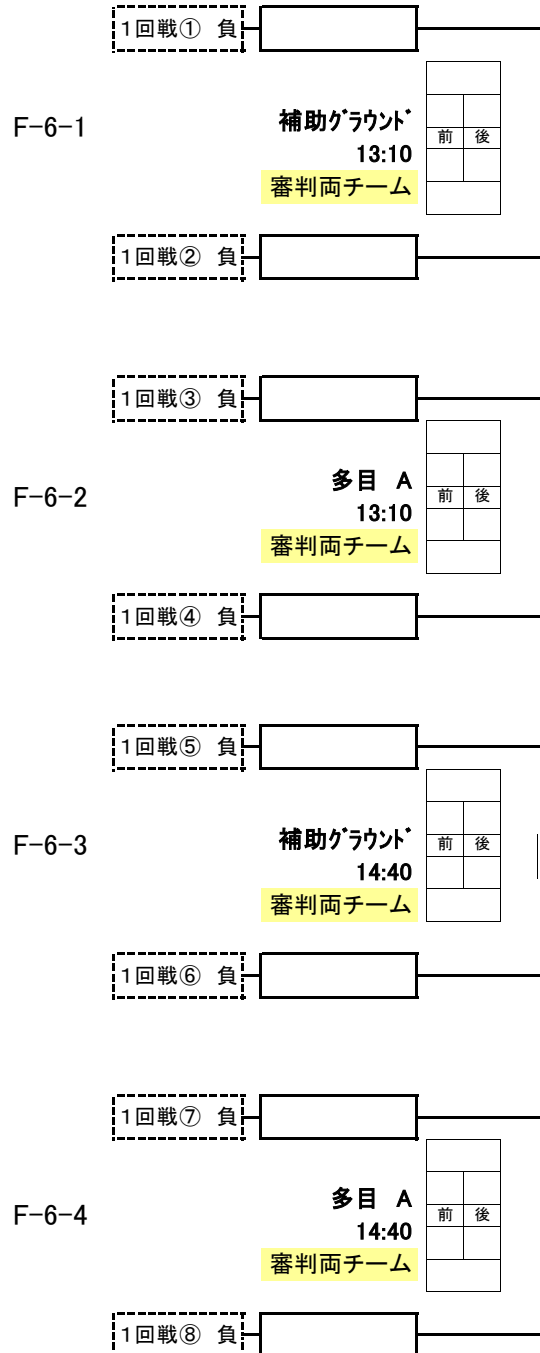 1回戦① 負
F-6-1
補助グラウンド
13:10
審判両チーム
前 後
1回戦② 負
1回戦③ 負
F-6-2
多目 A
13:10
審判両チーム
前 後
1回戦④ 負
1回戦⑤ 負
F-6-3
補助グラウンド
14:40
審判両チーム
前 後
1回戦⑥ 負
1回戦⑦ 負
F-6-4
多目 A
14:40
審判両チーム
前 後
1回戦⑧ 負